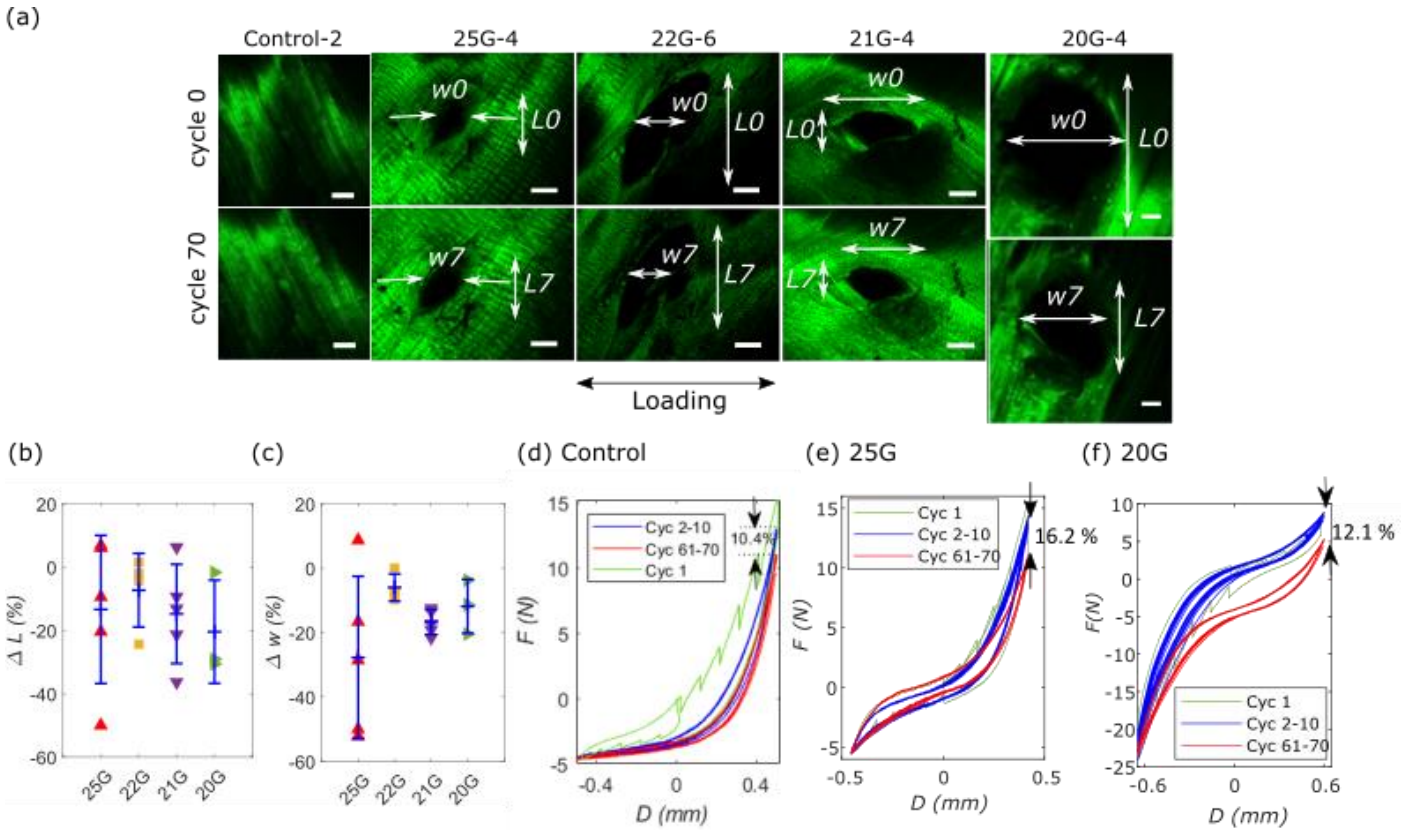 (a)
Control-2 25G-4 22G-6 21G-4 20G-4
cycle 0
w0 L0 w0 L0 L0 w0 w0 L0
cycle 70
w7 L7 w7 L7 L7 w7 w7 L7
Loading
(b) (c) (d) Control (e) 25G (f) 20G
Δ L (%)
20
0
-20
-40
-60
25G 22G 21G 20G
Δ w (%)
20
0
-20
-40
-60
25G 22G 21G 20G
F (N)
15
10
5
0
-5
Cyc 2-10
Cyc 61-70
Cyc 1
10.4%
-0.4 0 0.4
D (mm)
F (N)
15
10
5
0
-5
Cyc 1
Cyc 2-10
Cyc 61-70
16.2 %
-0.5 0 0.5
D (mm)
F(N)
10
5
0
-5
-10
-15
-20
-25
12.1 %
Cyc 1
Cyc 2-10
Cyc 61-70
-0.6 0 0.6
D (mm)